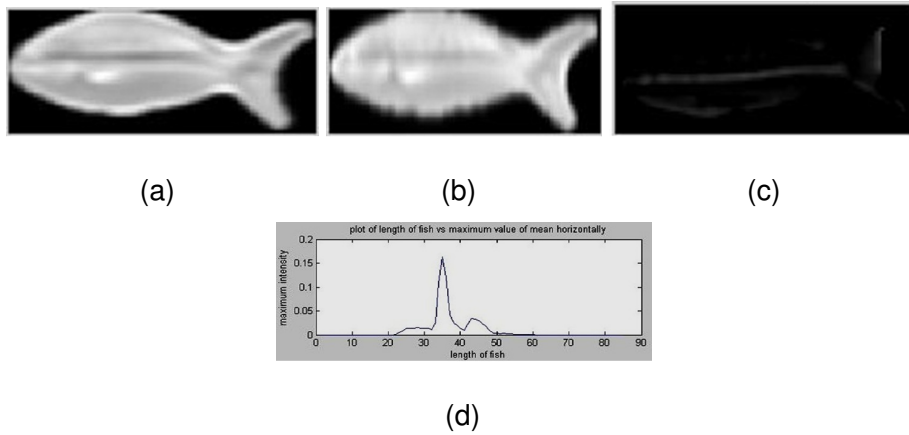 (a)
(b)
(c)
plot of length of fish vs maximum value of mean horizontally
maximum intensity
0.2
0.15
0.1
0.05
0
0 10 20 30 40 50 60 70 80 90
length of fish
(d)